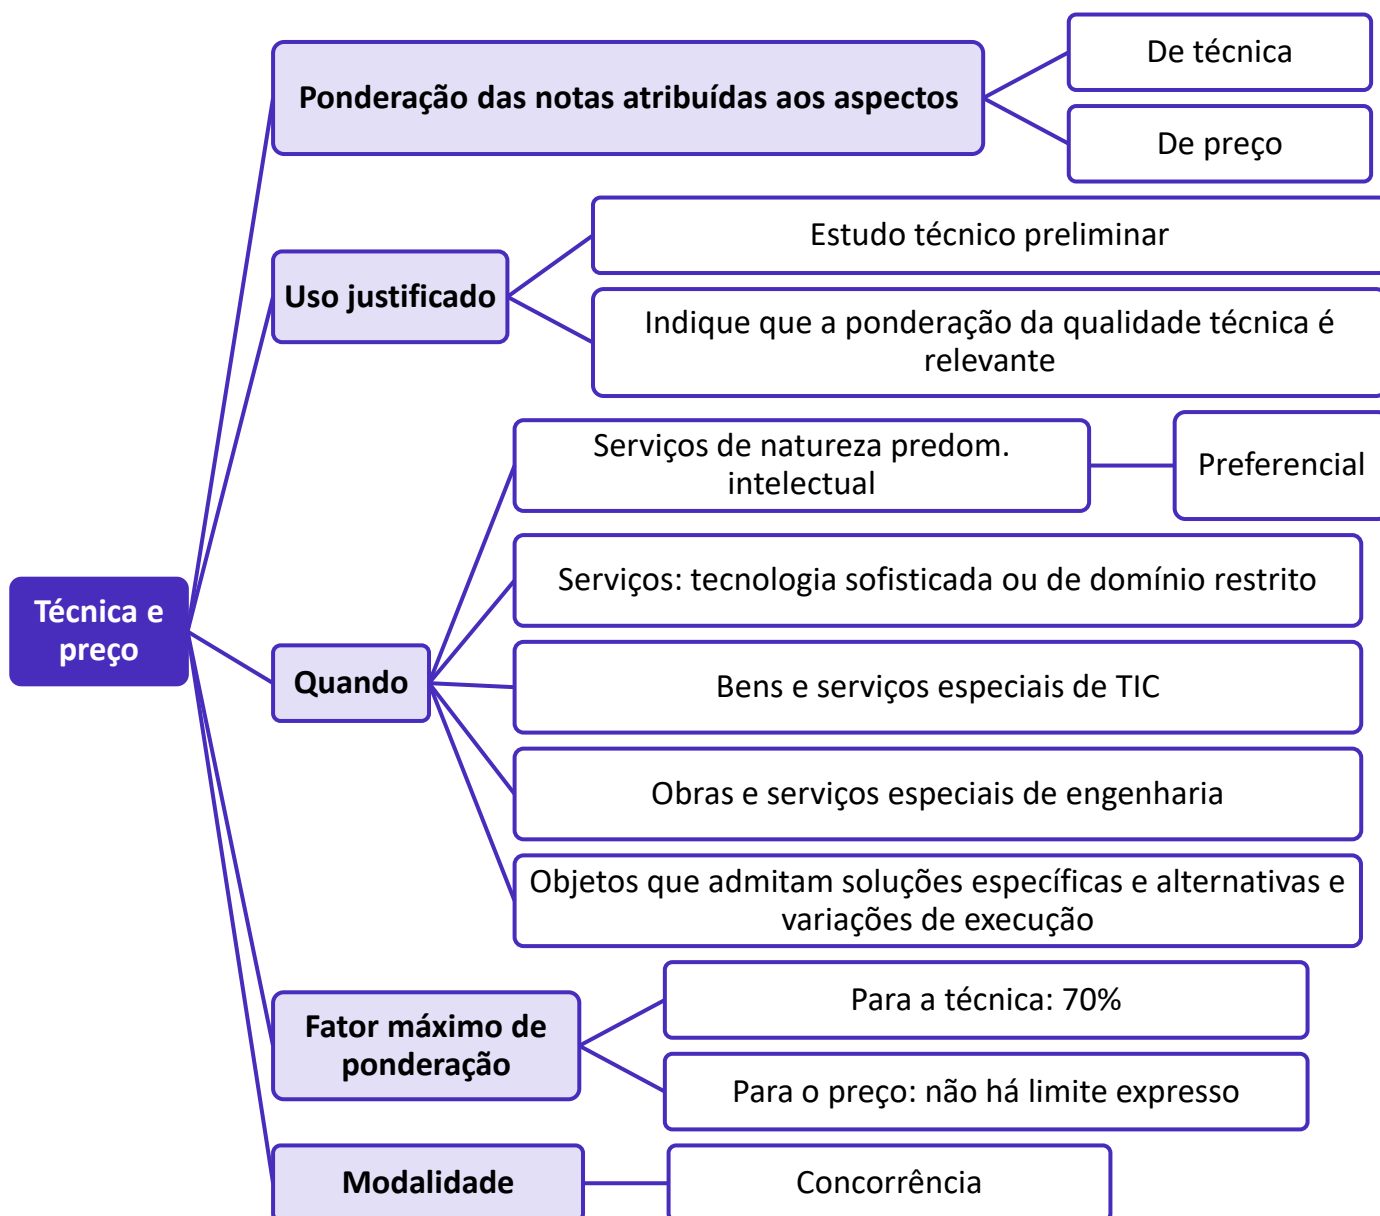 Técnica e
preço
Ponderação das notas atribuídas aos aspectos
De técnica
De preço
Uso justificado
Estudo técnico preliminar
Indique que a ponderação da qualidade técnica é
relevante
Quando
Serviços de natureza predom.
intelectual
Preferencial
Serviços: tecnologia sofisticada ou de domínio restrito
Bens e serviços especiais de TIC
Obras e serviços especiais de engenharia
Objetos que admitam soluções específicas e alternativas e
variações de execução
Fator máximo de
ponderação
Para a técnica: 70%
Para o preço: não há limite expresso
Modalidade
Concorrência